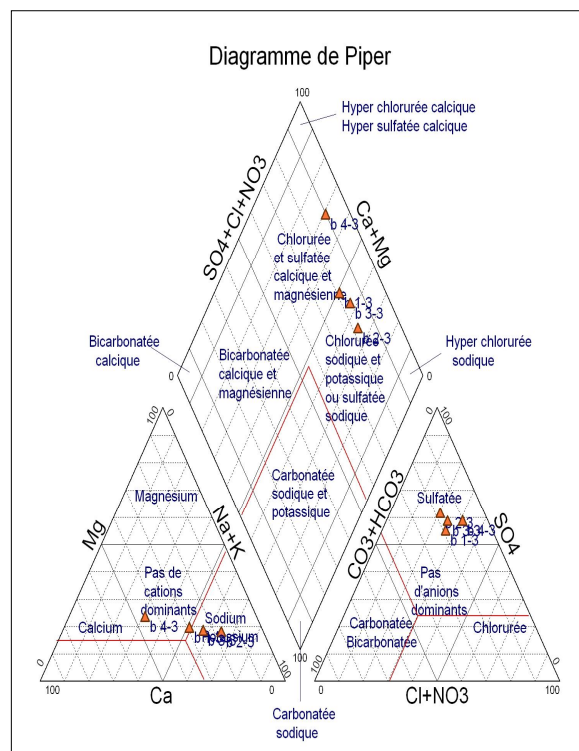 Diagramme de Piper
100
Hyper chlorurée calcique
Hyper sulfatée calcique
SO4+Cl+NO3
Ca+Mg
b 4-3
Chlorurée
et sulfatée
calcique et
magnésienne
b 1-3
b 3-3
b 2-3
Chlorurée
sodique et
potassique
ou sulfatée
sodique
Bicarbonatée
calcique
Bicarbonatée
calcique et
magnésienne
Hyper chlorurée
sodique
0
0
Carbonatée
sodique et
potassique
100
Carbonatée
sodique
100
0
Magnésium
Mg
Na+K
Pas de
cations
dominants
Calcium
b 4-3
Sodium
0
100
100
Ca
0
0
100
CO3+HCO3
SO4
Sulfatée
b 4-3
b 1-3
Pas
d'anions
dominants
Carbonatée
Bicarbonatée
Chlorurée
100
0
0
Cl+NO3
100